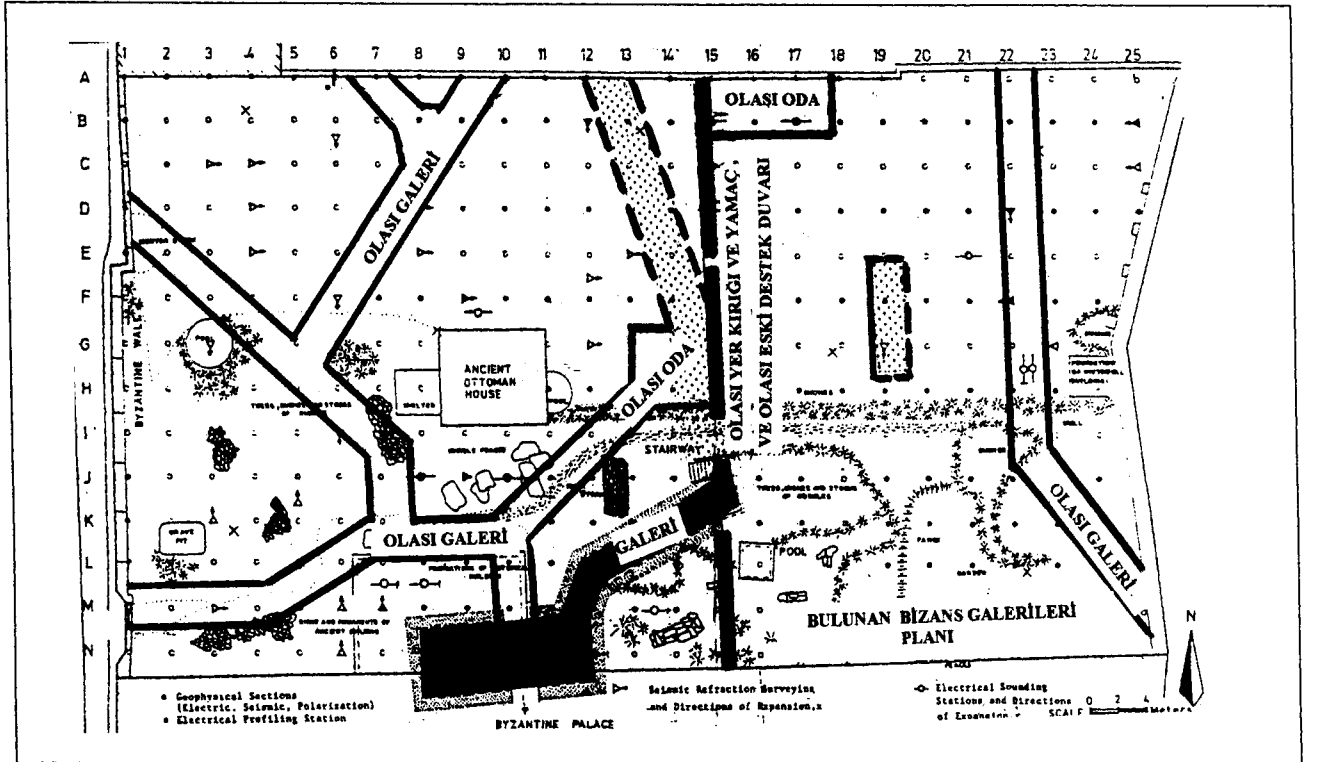 1 2 3 4 5 6 7 8 9 10 11 12 13 14 15 16 17 18 19 20 21 22 23 24 25
A
B
C
D
E
F
G
H
I
J
K
L
M
N
OLASI ODA
OLASI GALERİ
OLASI YER KIRIĞI VE YAMAÇ,
VE OLASI ESKİ DESTEK DUVARI
BYZANTINE WALL
ANCIENT
OTTOMAN
HOUSE
SHELTER
OLASI ODA
STAIRWAY
OLASI GALERİ
GALERİ
POOL
OLASI GALERİ
WALL
BULUNAN BİZANS GALERİLERİ
PLANI
N
Geophysical Sections
(Electric, Seismic, Polarization)
Electrical Profiling Station
BYZANTINE PALACE
Seismic Refraction Surveying
and Directions of Expansion,x
Electrical Sounding
Stations and Directions
of Expansion
SCALE 0 2 4 Meters